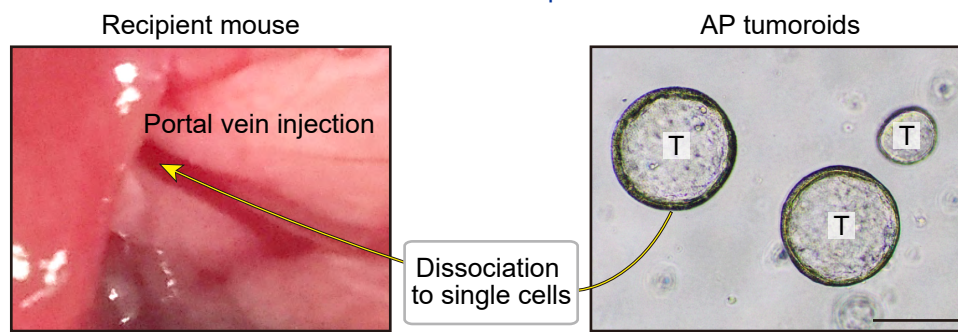 Recipient mouse
AP tumoroids
Portal vein injection
T
T
T
Dissociation
to single cells